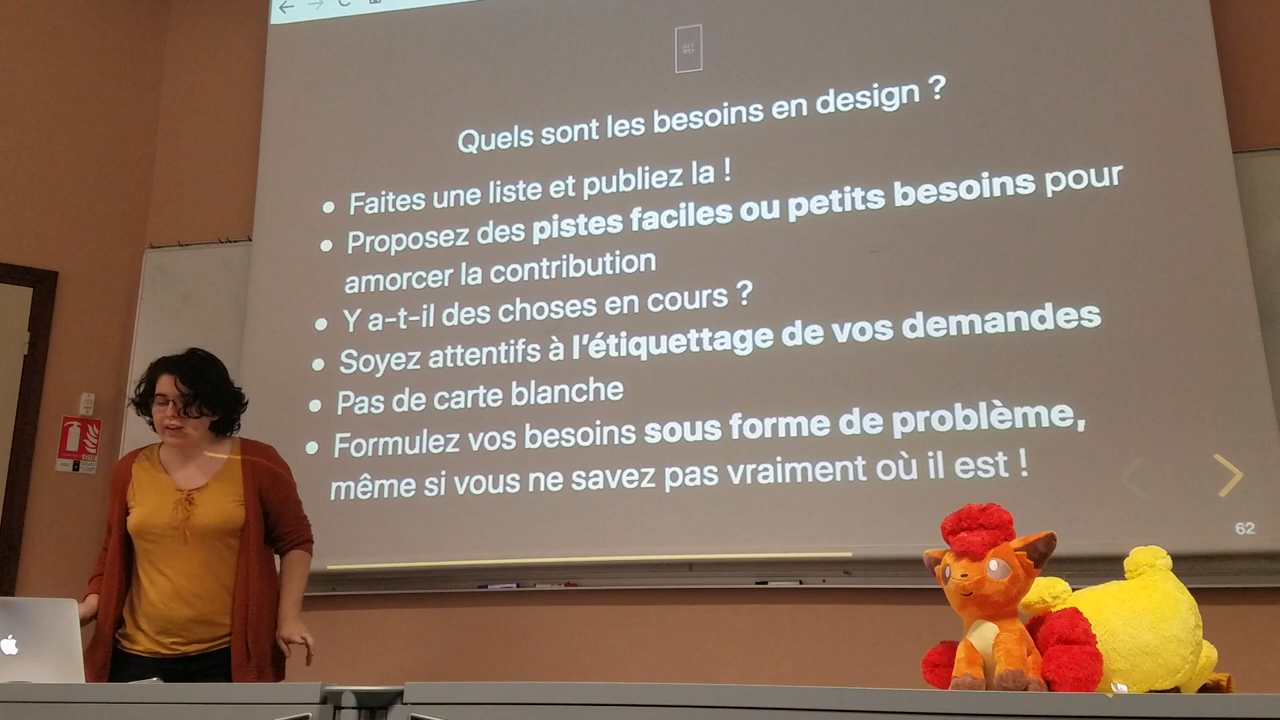 Quels sont les besoins en design ?
Faites une liste et publiez la !
Proposez des pistes faciles ou petits besoins pour
amorcer la contribution
Y a-t-il des choses en cours ?
Soyez attentifs à l'étiquettage de vos demandes
Pas de carte blanche
Formulez vos besoins sous forme de problème,
même si vous ne savez pas vraiment où il est !
62